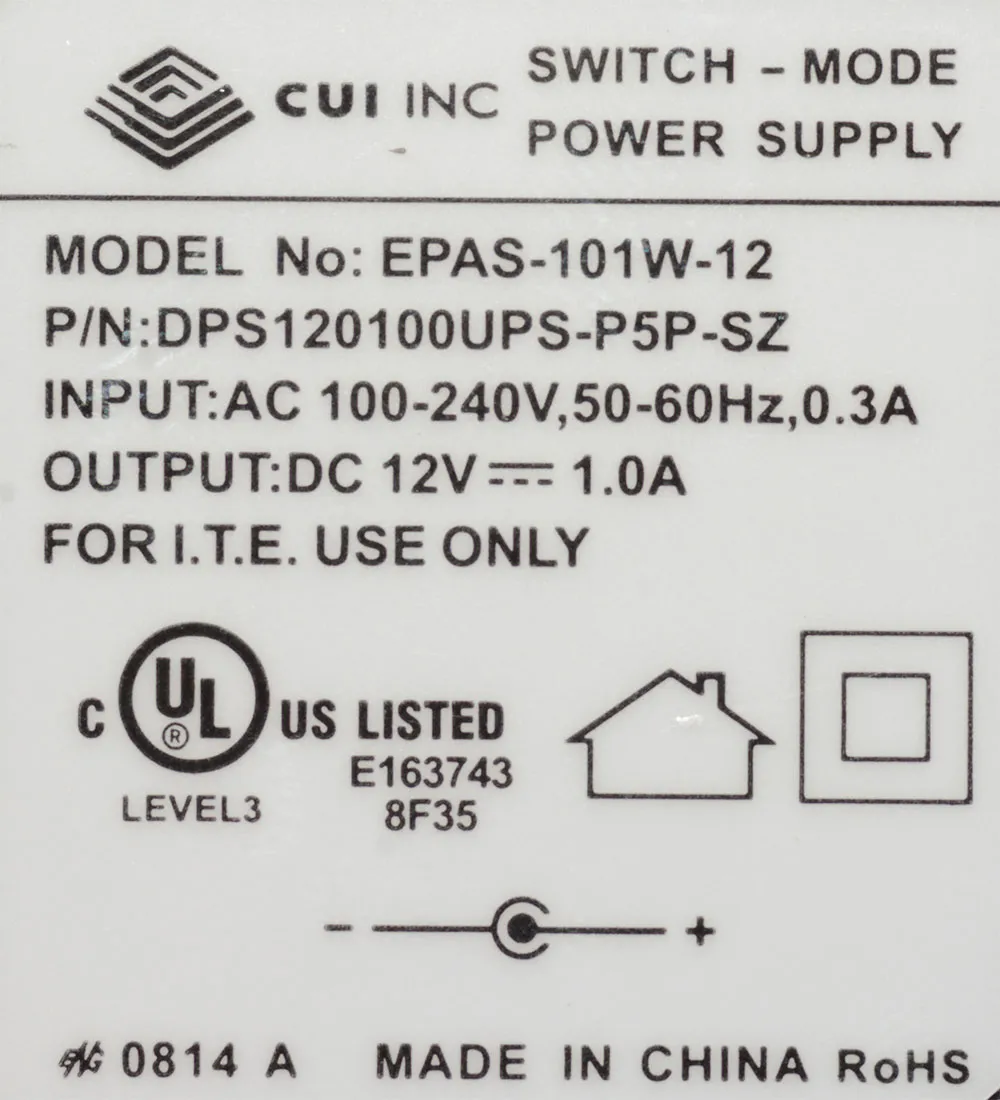 CUI INC
SWITCH - MODE
POWER SUPPLY
MODEL No: EPAS-101W-12
P/N:DPS120100UPS-P5P-SZ
INPUT:AC 100-240V,50-60Hz,0.3A
OUTPUT:DC 12V⎓1.0A
FOR I.T.E. USE ONLY
C UL® US LISTED
E163743
LEVEL3 8F35
- +
0814 A MADE IN CHINA RoHS